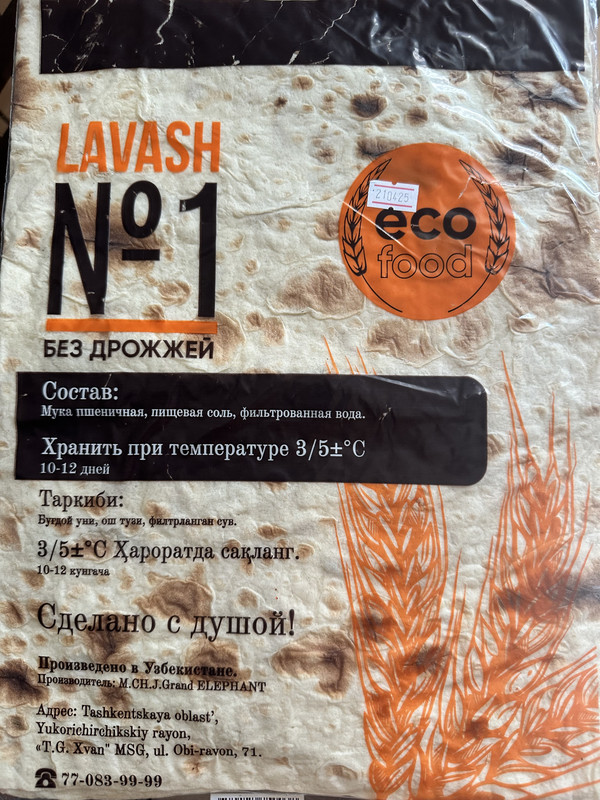 LAVASH
№1
БЕЗ ДРОЖЖЕЙ
210425
eco
food
Состав:
Мука пшеничная, пищевая соль, фильтрованная вода.
Хранить при температуре 3/5±°C
10-12 дней
Таркиби:
Буғдой уни, ош тузи, филтрланган сув.
3/5±°C Ҳароратда сақланг.
10-12 кунгача
Сделано с душой!
Произведено в Узбекистане.
Производитель: M.CH.J.Grand ELEPHANT
Адрес: Tashkentskaya oblast’,
Yukorichirchikskiy rayon,
«T.G. Xvan" MSG, ul. Obi-ravon, 71.
☎ 77-083-99-99